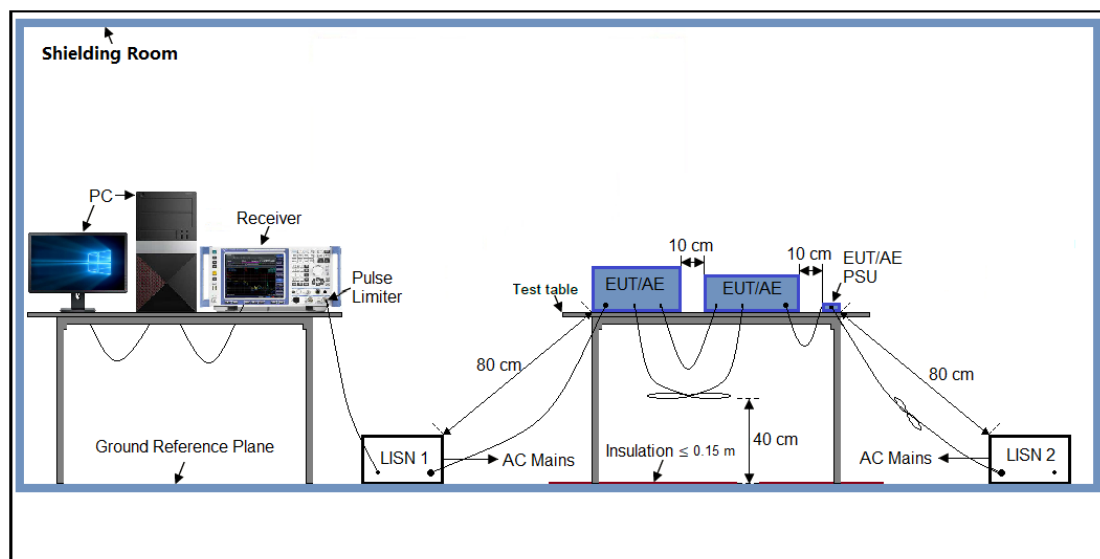 Shielding Room
PC
Receiver
Pulse
Limiter
10 cm
10 cm
EUT/AE
PSU
EUT/AE
EUT/AE
Test table
80 cm
80 cm
40 cm
Ground Reference Plane
LISN 1
AC Mains
Insulation ≤ 0.15 m
AC Mains
LISN 2